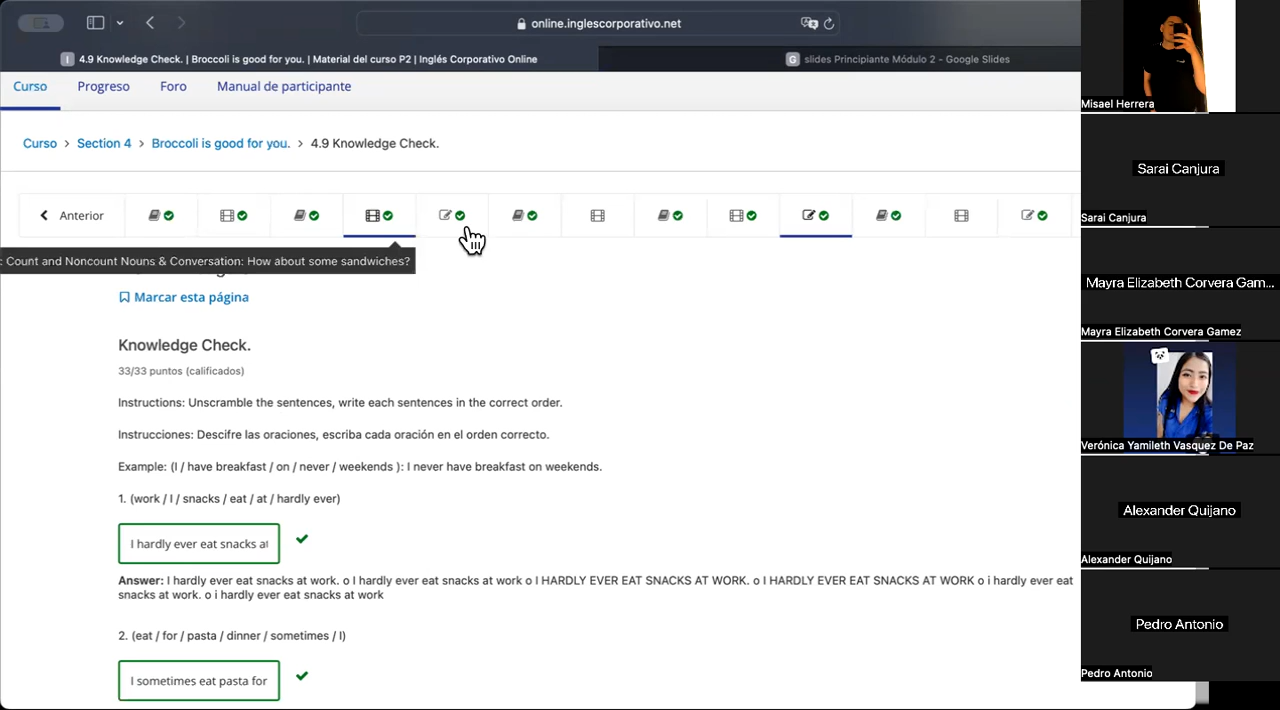 online.inglescorporativo.net
I 4.9 Knowledge Check. | Broccoli is good for you. | Material del curso P2 | Inglés Corporativo Online
G slides Principiante Módulo 2 - Google Slides
Curso Progreso Foro Manual de participante
Curso > Section 4 > Broccoli is good for you. > 4.9 Knowledge Check.
Anterior
: Count and Noncount Nouns & Conversation: How about some sandwiches?
Marcar esta página
Knowledge Check.
33/33 puntos (calificados)
Instructions: Unscramble the sentences, write each sentences in the correct order.
Instrucciones: Descifre las oraciones, escriba cada oración en el orden correcto.
Example: (I / have breakfast / on / never / weekends ): I never have breakfast on weekends.
1. (work / I / snacks / eat / at / hardly ever)
I hardly ever eat snacks at
Answer: I hardly ever eat snacks at work. o I hardly ever eat snacks at work o I HARDLY EVER EAT SNACKS AT WORK. o I HARDLY EVER EAT SNACKS AT WORK o i hardly ever eat
snacks at work. o i hardly ever eat snacks at work
2. (eat / for / pasta / dinner / sometimes / I)
I sometimes eat pasta for
Misael Herrera
Sarai Canjura
Sarai Canjura
Mayra Elizabeth Corvera Gam...
Mayra Elizabeth Corvera Gamez
Verónica Yamileth Vasquez De Paz
Alexander Quijano
Alexander Quijano
Pedro Antonio
Pedro Antonio